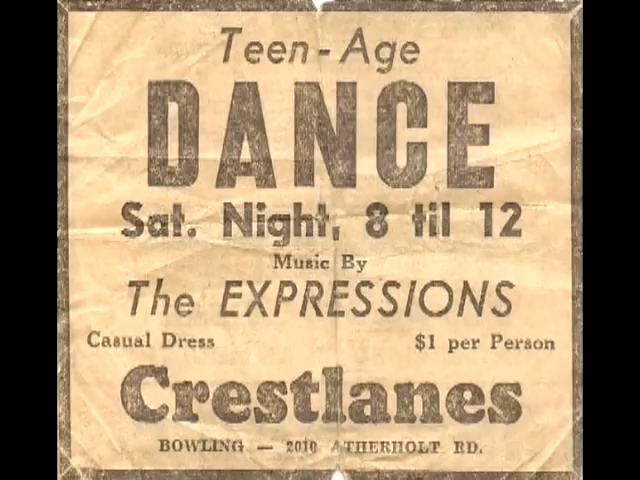 Teen-Age
DANCE
Sat. Night, 8 til 12
Music By
The EXPRESSIONS
Casual Dress $1 per Person
Crestlanes
BOWLING — 2010 ATHERHOLT RD.